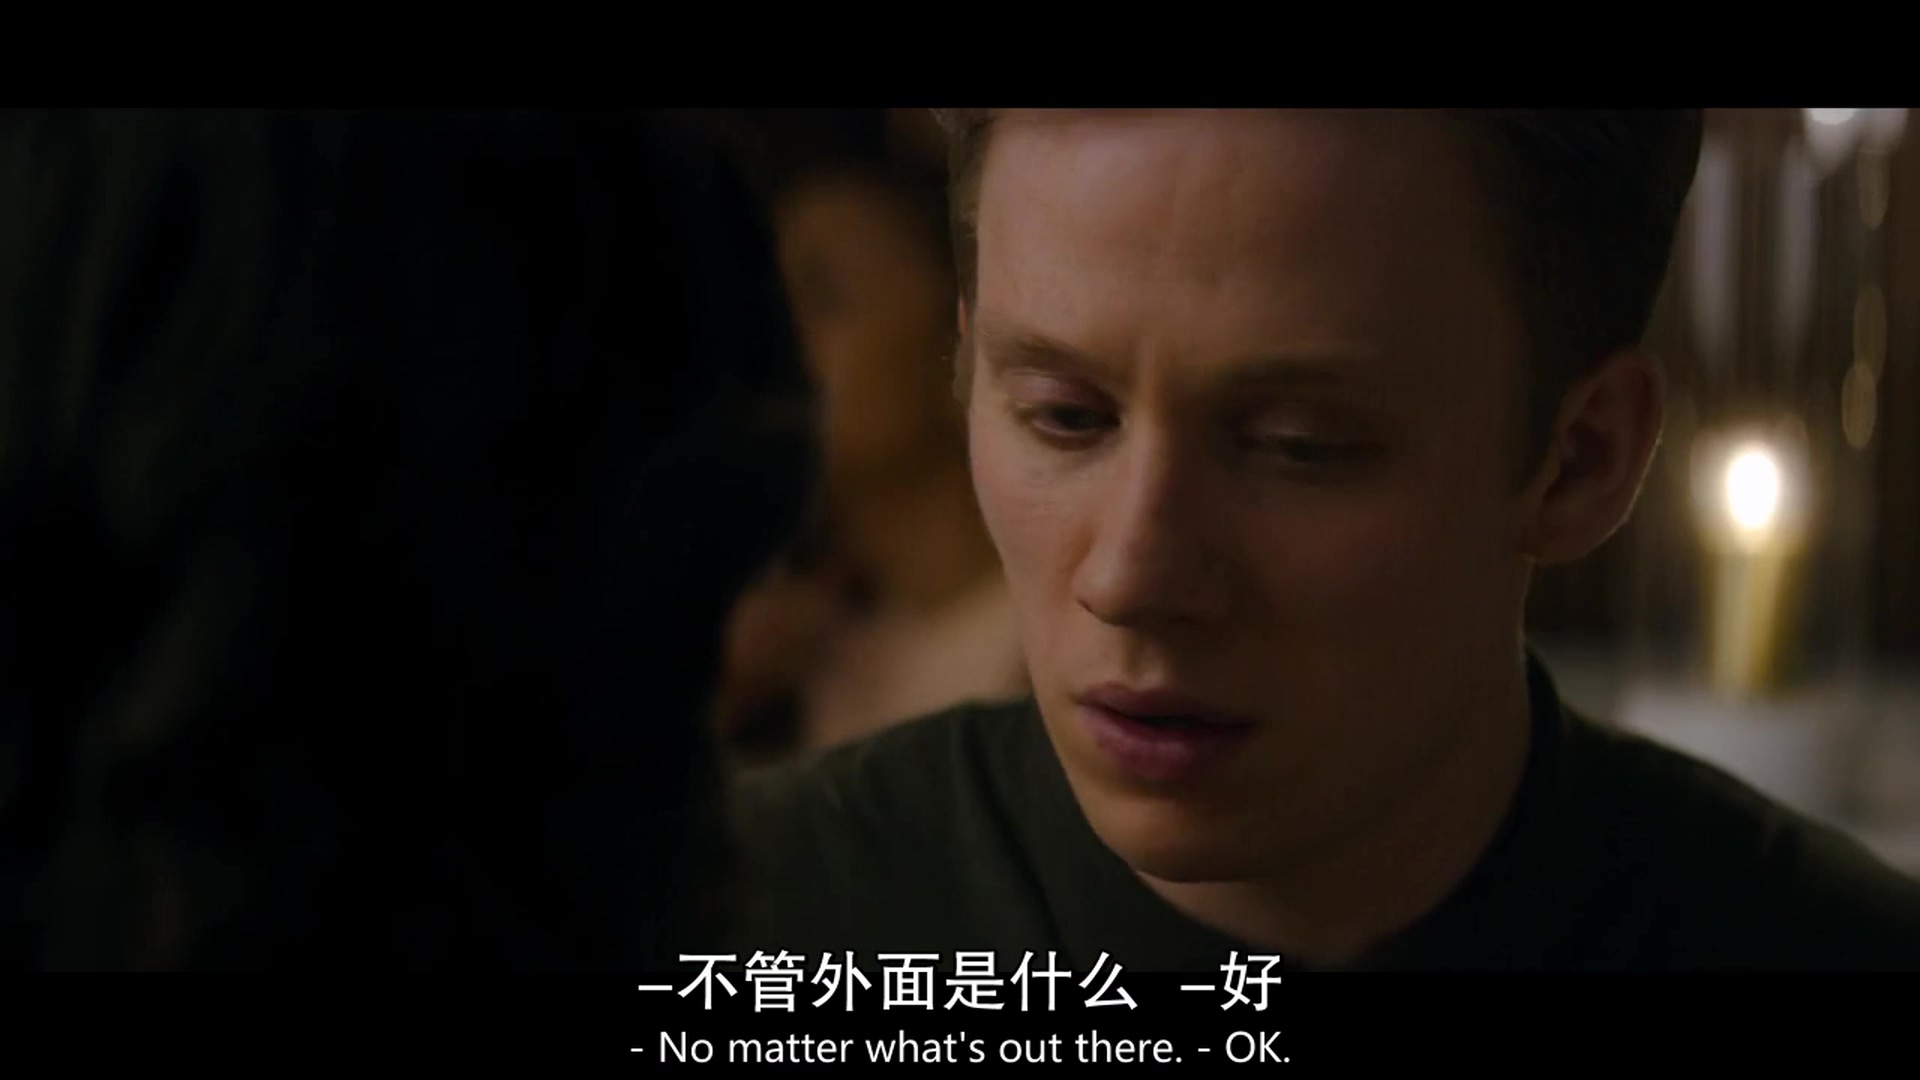 –不管外面是什么 –好
- No matter what's out there. - OK.